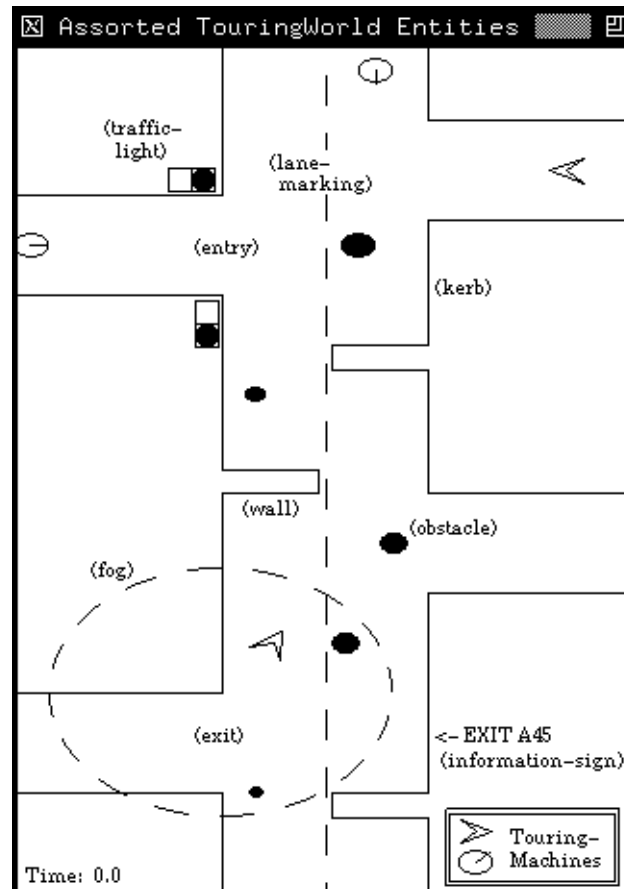 Assorted TouringWorld Entities
(traffic-
light)
(lane-
marking)
(entry)
(kerb)
(wall)
(obstacle)
(fog)
(exit)
<- EXIT A45
(information-sign)
Touring-
Machines
Time: 0.0